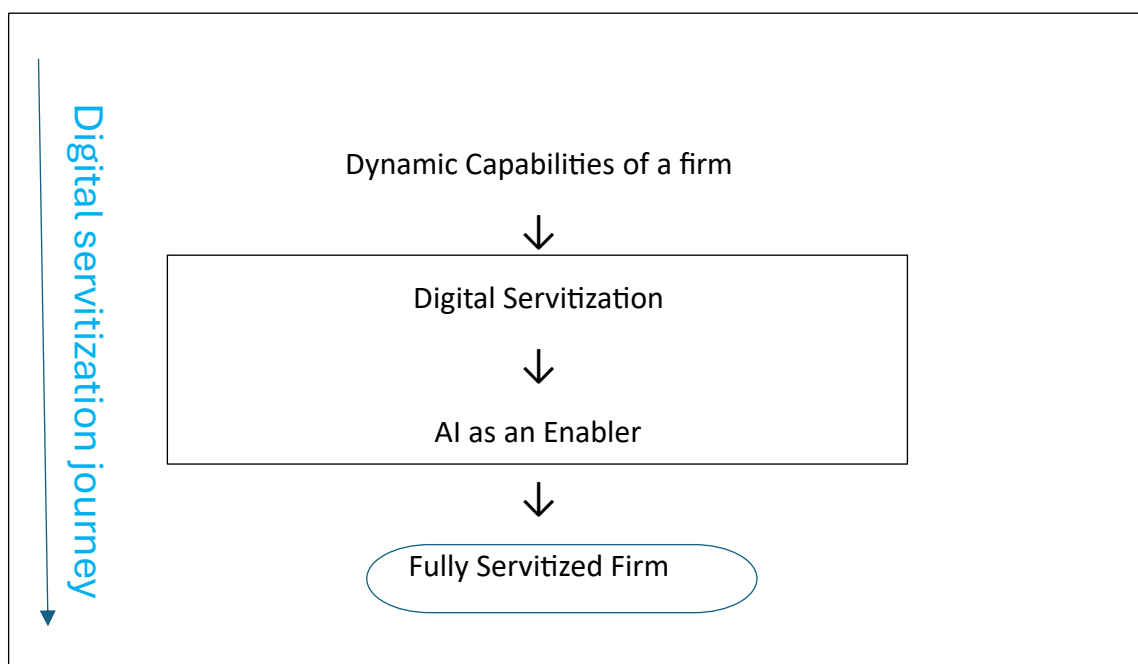 Digital servitization journey
Dynamic Capabilities of a firm
Digital Servitization
AI as an Enabler
Fully Servitized Firm